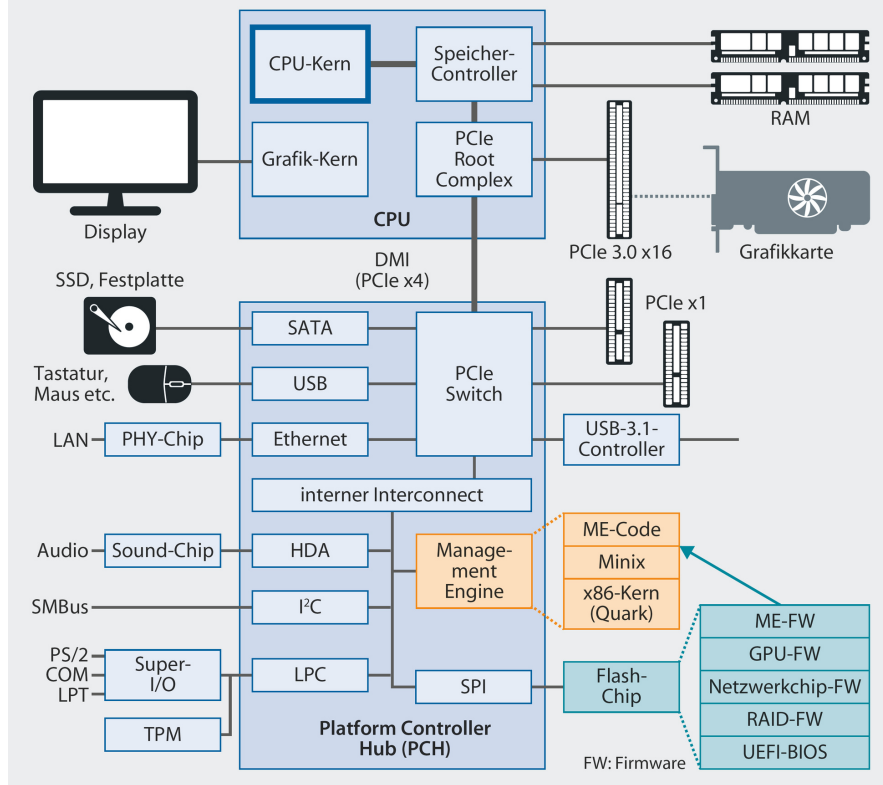 CPU-Kern
Speicher-
Controller
RAM
Grafik-Kern
PCIe
Root
Complex
CPU
Display
PCIe 3.0 x16
Grafikkarte
DMI
(PCIe x4)
SSD, Festplatte
PCIe x1
SATA
Tastatur,
Maus etc.
USB
PCIe
Switch
LAN
PHY-Chip
Ethernet
USB-3.1-
Controller
interner Interconnect
Audio
Sound-Chip
HDA
Manage-
ment
Engine
ME-Code
Minix
x86-Kern
(Quark)
SMBus
I²C
ME-FW
GPU-FW
Netzwerkchip-FW
RAID-FW
UEFI-BIOS
PS/2
COM
LPT
Super-
I/O
LPC
SPI
Flash-
Chip
TPM
Platform Controller
Hub (PCH)
FW: Firmware